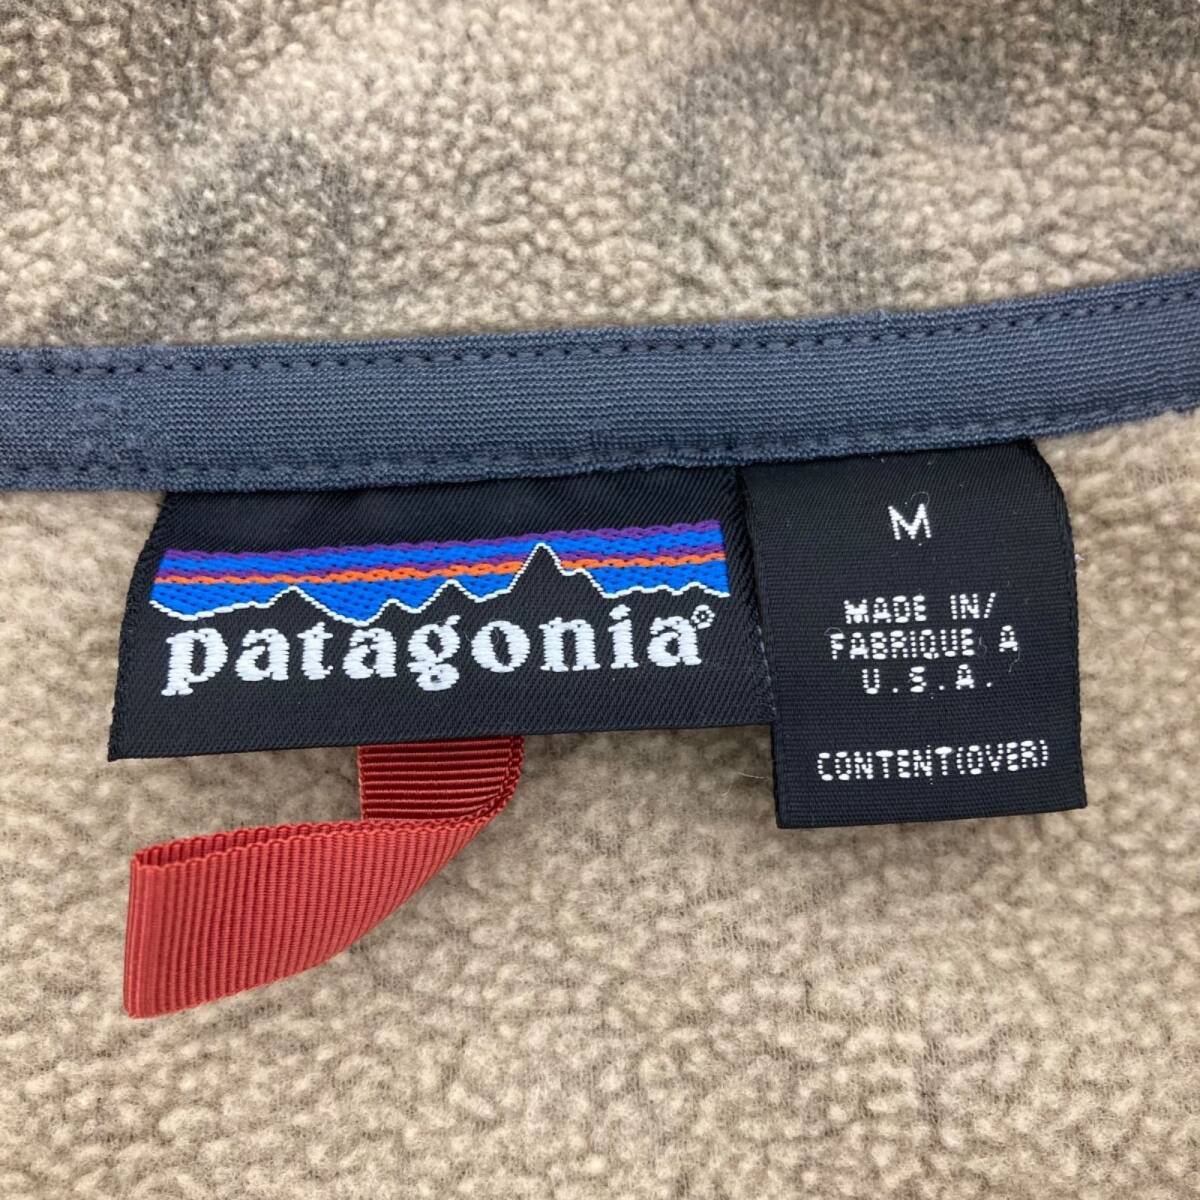 patagonia®
M
MADE IN/
FABRIQUE A
U.S.A.
CONTENT(OVER)